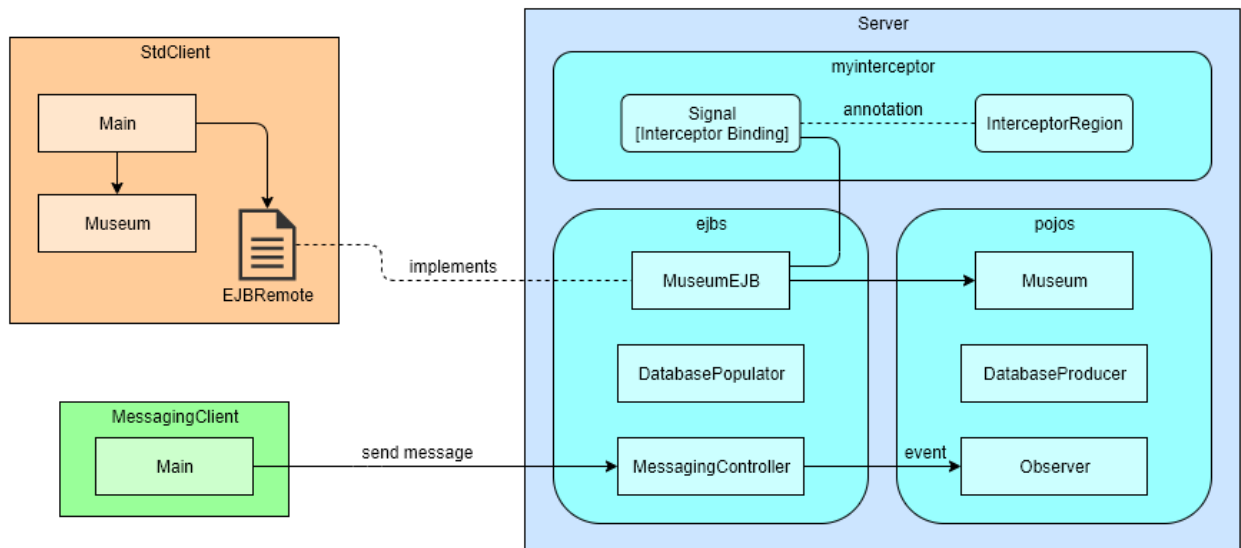 Server
StdClient
myinterceptor
Main
Signal
[Interceptor Binding]
annotation
InterceptorRegion
Museum
EJBRemote
implements
ejbs
MuseumEJB
DatabasePopulator
MessagingController
pojos
Museum
DatabaseProducer
Observer
event
MessagingClient
Main
send message